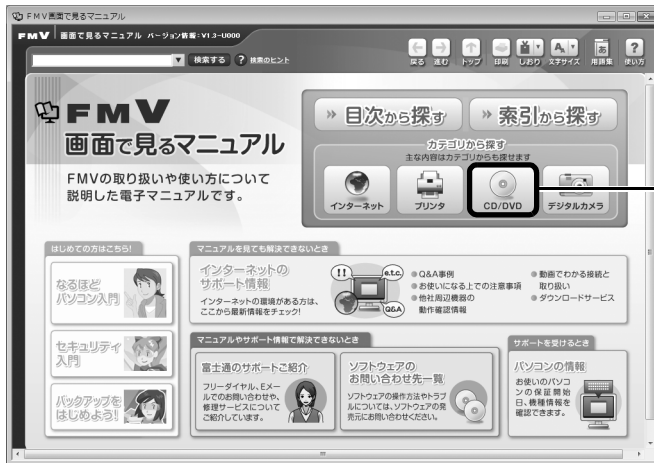 FMV画面で見るマニュアル
FMV 画面で見るマニュアル バージョン情報:V1.3-U000
検索する ? 検索のヒント
戻る 進む トップ 印刷 しおり 文字サイズ 用語集 使い方
FMV
画面で見るマニュアル
FMVの取り扱いや使い方について
説明した電子マニュアルです。
» 目次から探す
» 索引から探す
カテゴリから探す
主な内容はカテゴリからも探せます
インターネット
プリンタ
CD/DVD
デジタルカメラ
はじめての方はこちら!
なるほど
パソコン入門
セキュリティ
入門
バックアップを
はじめよう!
マニュアルを見ても解決できないとき
インターネットの
サポート情報
インターネットの環境がある方は、
ここから最新情報をチェック!
!! e.t.c. Q&A
Q&A事例
お使いになる上での注意事項
他社周辺機器の
動作確認情報
動画でわかる接続と
取り扱い
ダウンロードサービス
マニュアルやサポート情報で解決できないとき
富士通のサポートご紹介
フリーダイヤル、Eメー
ルでのお問い合わせや、
修理サービスについて
ご紹介しています。
ソフトウェアの
お問い合わせ先一覧
ソフトウェアの操作方法やトラブ
ルについては、ソフトウェアの発
売元にお問い合わせください。
サポートを受けるとき
パソコンの情報
お使いのパソコ
ンの保証開始
日、機種情報を
確認できます。